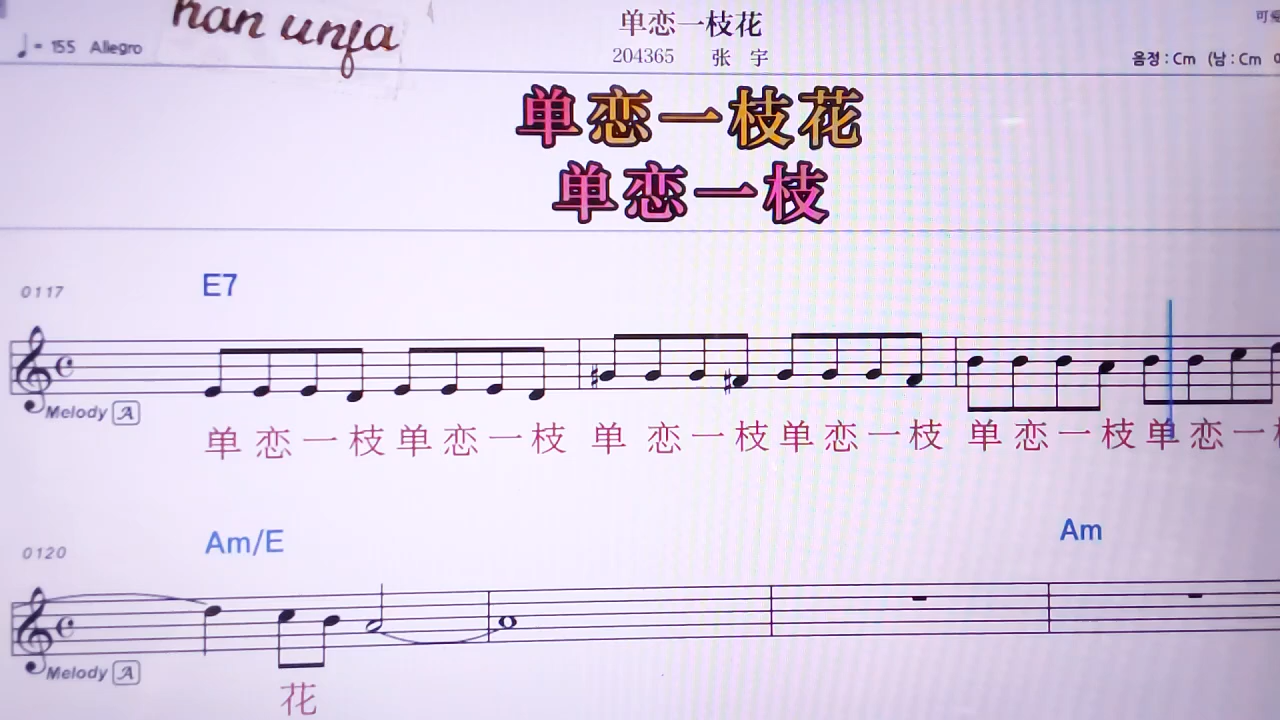 han unfa
单恋一枝花
♩= 155 Allegro
204365 张 宇
음정 : Cm (남 : Cm
单恋一枝花
单恋一枝
0117
E7
Melody A
单 恋 一 枝 单 恋 一 枝 单 恋 一 枝 单 恋 一 枝 单 恋 一 枝 单 恋 一
0120
Am/E
Am
Melody A
花